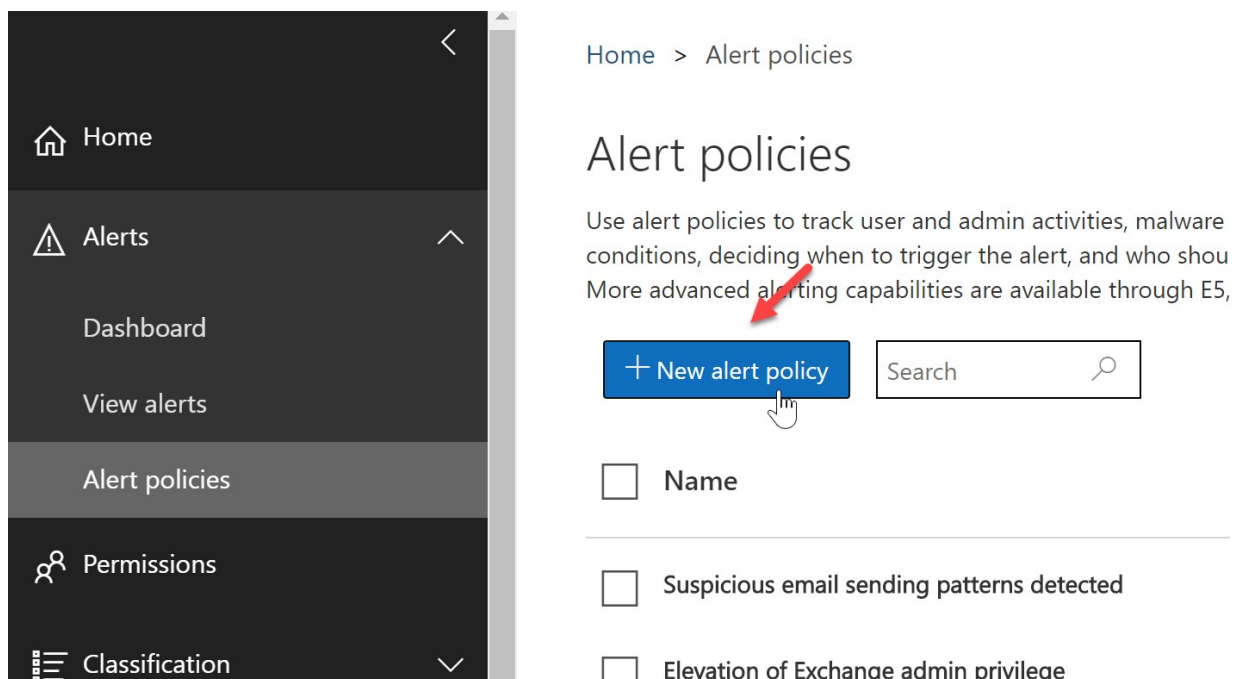 Home
Alerts
Dashboard
View alerts
Alert policies
Permissions
Classification
Home > Alert policies
Alert policies
Use alert policies to track user and admin activities, malware
conditions, deciding when to trigger the alert, and who shou
More advanced alerting capabilities are available through E5,
+ New alert policy
Search
Name
Suspicious email sending patterns detected
Elevation of Exchange admin privilege